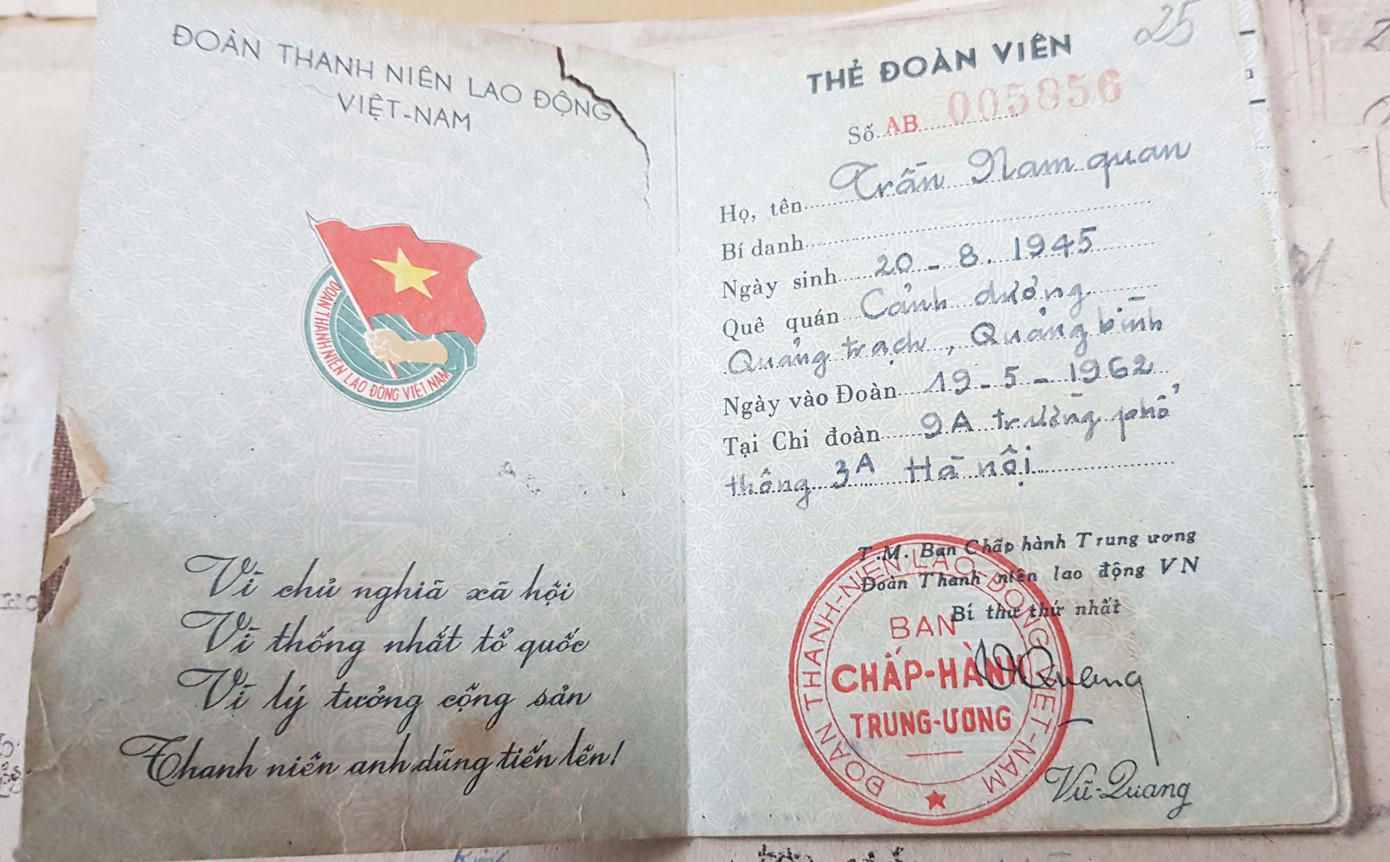 ĐOÀN THANH NIÊN LAO ĐỘNG
VIỆT-NAM
ĐOÀN THANH NIÊN LAO ĐỘNG VIỆT NAM
Vì chủ nghĩa xã hội
Vì thống nhất tổ quốc
Vì lý tưởng cộng sản
Thanh niên anh dũng tiến lên!
25
THẺ ĐOÀN VIÊN
Số AB 005856
Họ, tên Trần Nam quan
Bí danh
Ngày sinh 20 - 8. 1945
Quê quán Cảnh dưởng
Quảng trạch, Quảng bình
Ngày vào Đoàn 19 - 5 - 1962
Tại Chi đoàn 9A trường phổ
thông 3A Hà nội
T.M. Ban Chấp hành Trung ương
Đoàn Thanh niên lao động VN
Bí thư thứ nhất
ĐOÀN THANH-NIÊN LAO-ĐỘNG VIỆT-NAM
BAN
CHẤP-HÀNH
TRUNG-ƯƠNG
VQuang
Vũ-Quang